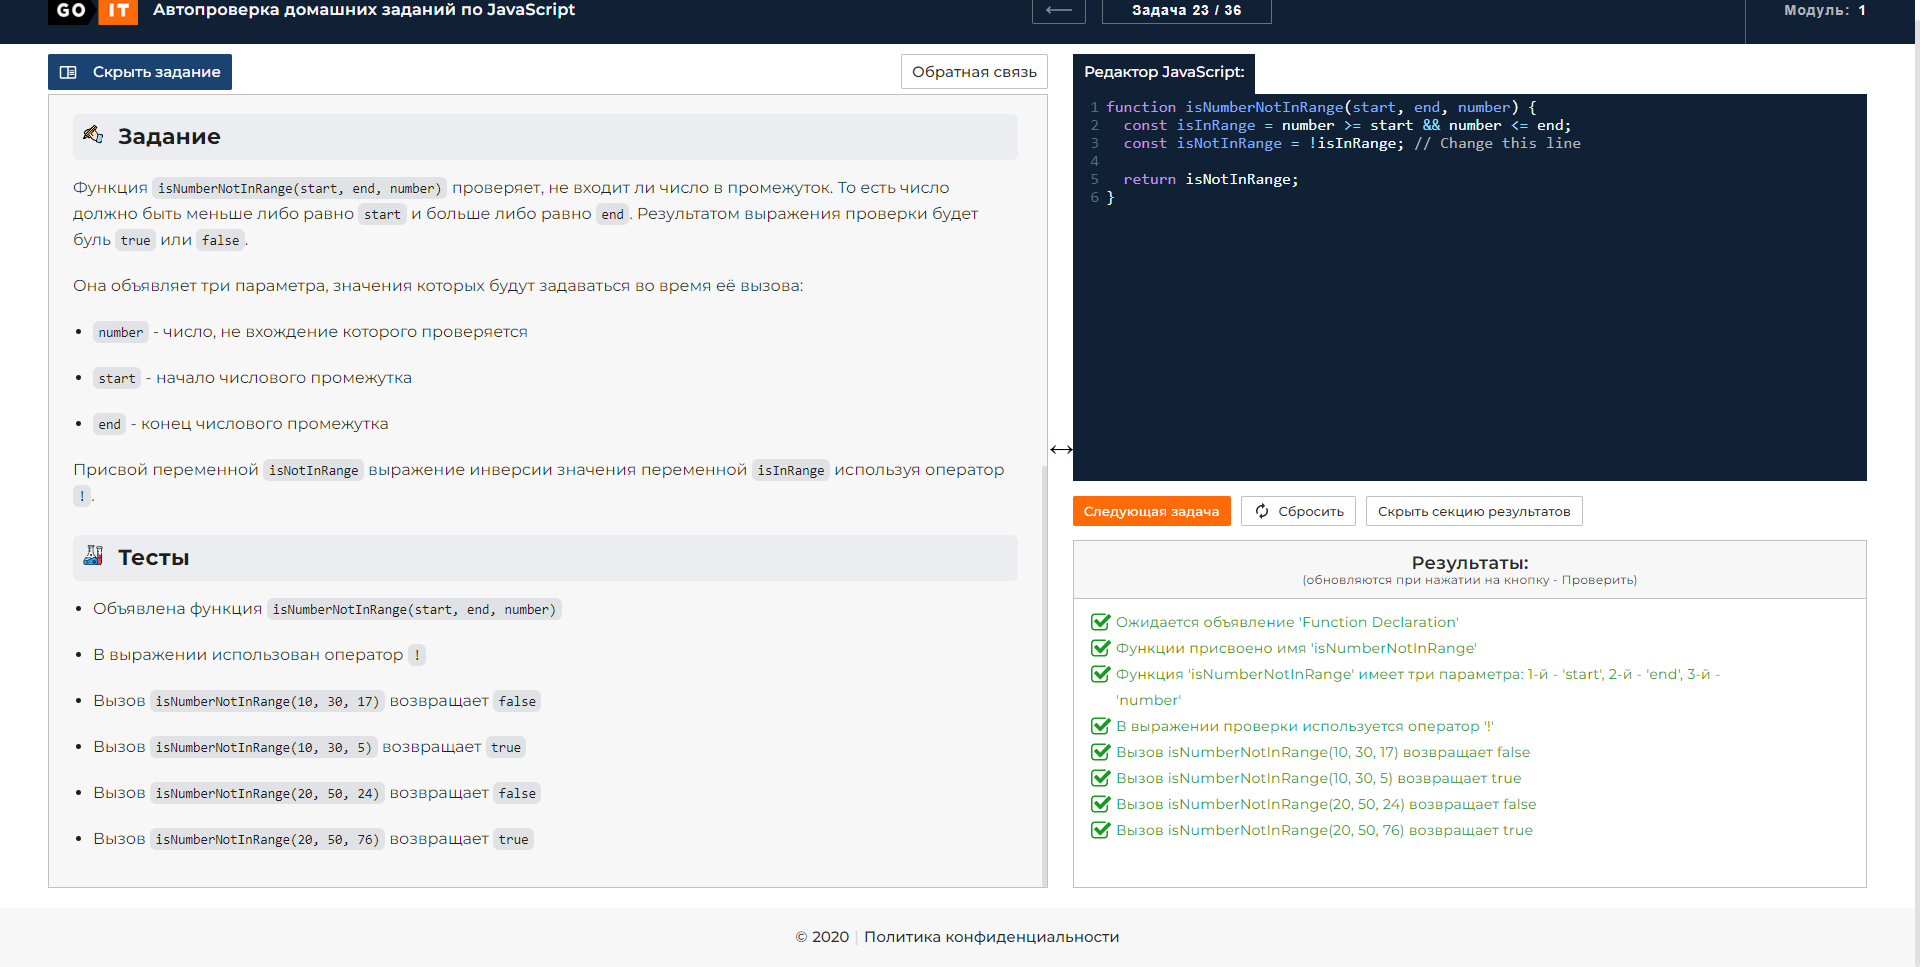 GO IT
Автопроверка домашних заданий по JavaScript
Задача 23 / 36
Модуль: 1
Скрыть задание
Обратная связь
Задание
Функция isNumberNotInRange(start, end, number) проверяет, не входит ли число в промежуток. То есть число
должно быть меньше либо равно start и больше либо равно end. Результатом выражения проверки будет
буль true или false.
Она объявляет три параметра, значения которых будут задаваться во время её вызова:
• number - число, не вхождение которого проверяется
• start - начало числового промежутка
• end - конец числового промежутка
Присвой переменной isNotInRange выражение инверсии значения переменной isInRange используя оператор
!.
Тесты
• Объявлена функция isNumberNotInRange(start, end, number)
• В выражении использован оператор !
• Вызов isNumberNotInRange(10, 30, 17) возвращает false
• Вызов isNumberNotInRange(10, 30, 5) возвращает true
• Вызов isNumberNotInRange(20, 50, 24) возвращает false
• Вызов isNumberNotInRange(20, 50, 76) возвращает true
Редактор JavaScript:
1 function isNumberNotInRange(start, end, number) {
2 const isInRange = number >= start && number <= end;
3 const isNotInRange = !isInRange; // Change this line
4
5 return isNotInRange;
6 }
Следующая задача
Сбросить
Скрыть секцию результатов
Результаты:
(обновляются при нажатии на кнопку - Проверить)
Ожидается объявление 'Function Declaration'
Функции присвоено имя 'isNumberNotInRange'
Функция 'isNumberNotInRange' имеет три параметра: 1-й - 'start', 2-й - 'end', 3-й -
'number'
В выражении проверки используется оператор '!'
Вызов isNumberNotInRange(10, 30, 17) возвращает false
Вызов isNumberNotInRange(10, 30, 5) возвращает true
Вызов isNumberNotInRange(20, 50, 24) возвращает false
Вызов isNumberNotInRange(20, 50, 76) возвращает true
© 2020 | Политика конфиденциальности